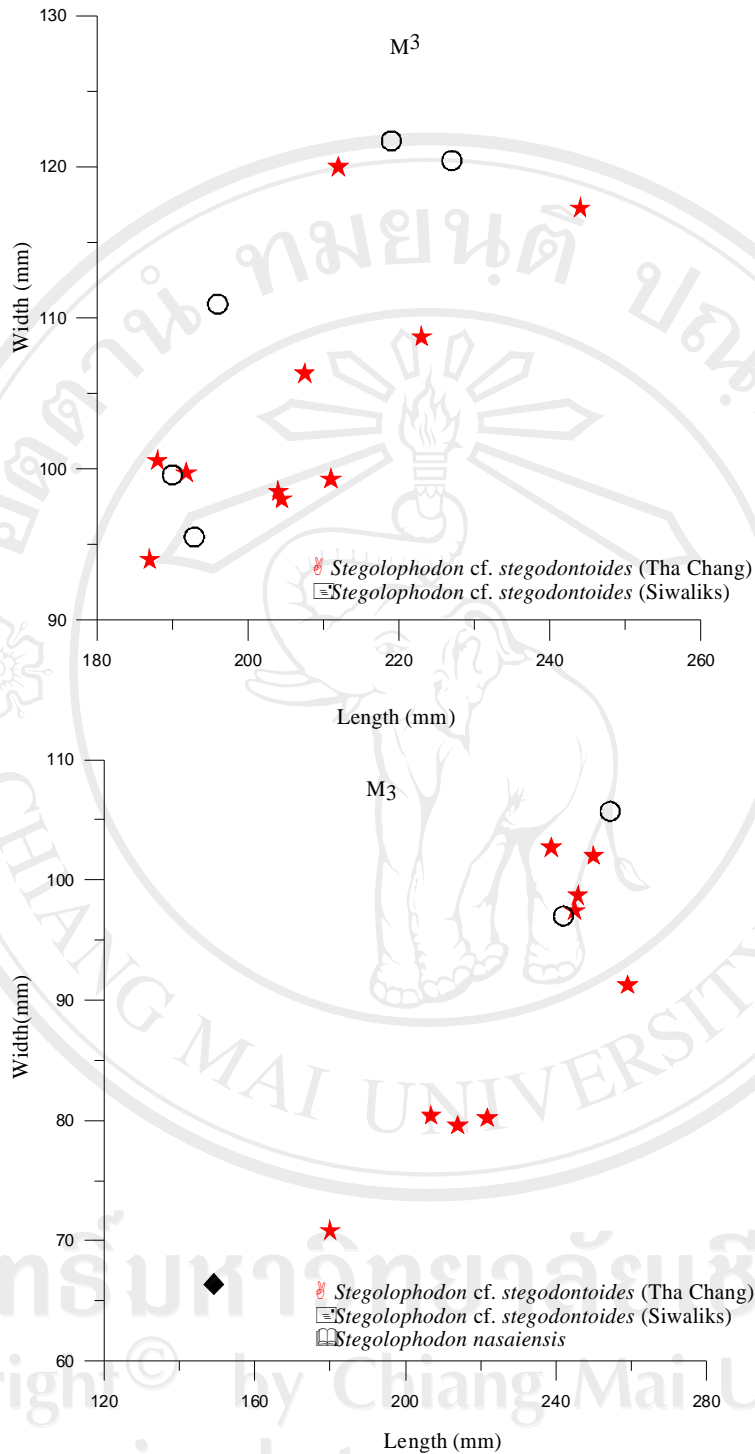 M3
130
120
110
100
90
Width (mm)
✌ Stegolophodon cf. stegodontoides (Tha Chang)
Stegolophodon cf. stegodontoides (Siwaliks)
180 200 220 240 260
Length (mm)
M3
110
100
90
80
70
60
Width(mm)
✌ Stegolophodon cf. stegodontoides (Tha Chang)
Stegolophodon cf. stegodontoides (Siwaliks)
Stegolophodon nasaiensis
120 160 200 240 280
Length (mm)
CHIANG MAI UNIVERSITY
right© by Chiang Mai U